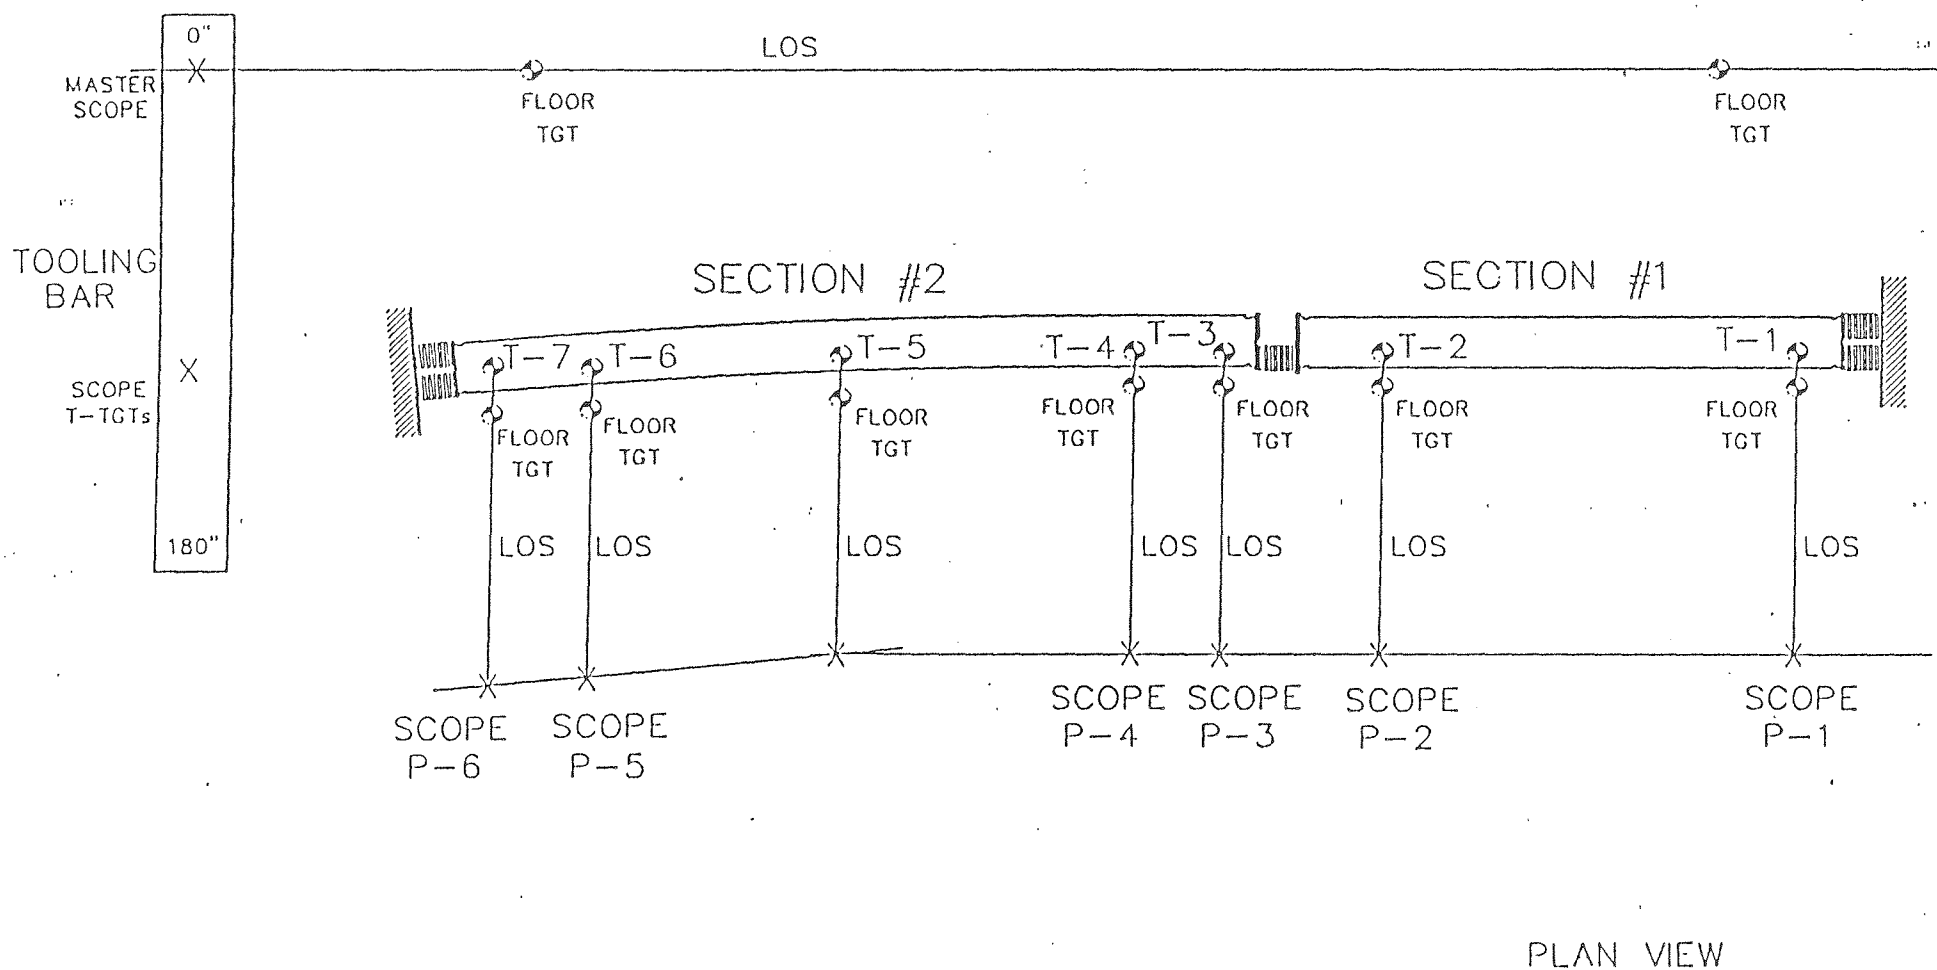 0"
LOS
MASTER
SCOPE
FLOOR
TGT
FLOOR
TGT
TOOLING
BAR
SECTION #2
SECTION #1
T-7
T-6
T-5
T-4
T-3
T-2
T-1
SCOPE
T-TGTs
FLOOR
TGT
FLOOR
TGT
FLOOR
TGT
FLOOR
TGT
FLOOR
TGT
FLOOR
TGT
FLOOR
TGT
180"
LOS
LOS
LOS
LOS
LOS
LOS
LOS
SCOPE
P-6
SCOPE
P-5
SCOPE
P-4
SCOPE
P-3
SCOPE
P-2
SCOPE
P-1
PLAN VIEW